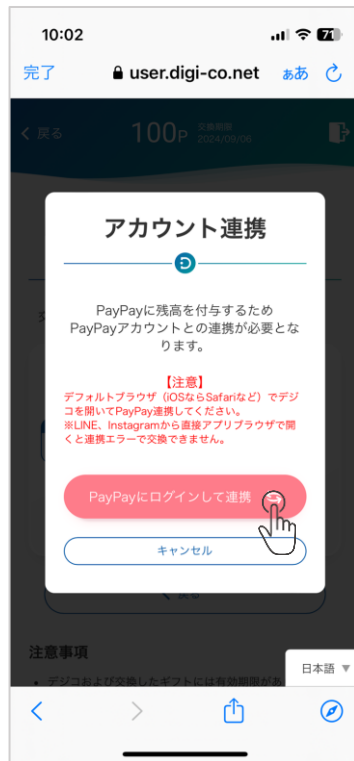 10:02
71
完了
user.digi-co.net
ああ
戻る
100P
交換期限
2024/09/06
アカウント連携
PayPayに残高を付与するため
PayPayアカウントとの連携が必要とな
ります。
【注意】
デフォルトブラウザ（iOSならSafariなど）でデジ
コを開いてPayPay連携してください。
※LINE、Instagramから直接アプリブラウザで開
くと連携エラーで交換できません。
PayPayにログインして連携
キャンセル
戻る
注意事項
日本語
• デジコおよび交換したギフトには有効期限があ